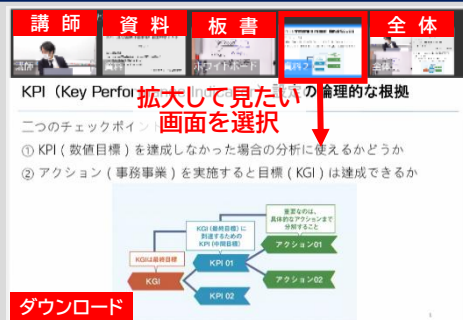 講師 資料 板書 全体
講師 資料 ホワイトボード 資料2 全体
KPI（Key Perfor の論理的な根拠
拡大して見たい
画面を選択
二つのチェックポイン
① KPI（数値目標）を達成しなかった場合の分析に使えるかどうか
② アクション（事務事業）を実施すると目標（KGI）は達成できるか
重要なのは、
具体的なアクションまで
分解すること
KGI（最終目標）に
到達するための
KPI（中間目標）
アクション01
KGIは最終目標
KPI 01
KGI
アクション02
KPI 02
ダウンロード